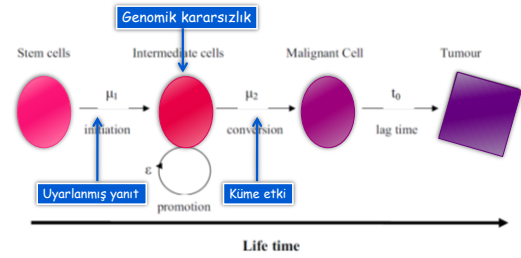 Genomik kararsızlık
Stem cells
Intermediate cells
Malignant Cell
Tumour
μ1
μ2
t0
initiation
conversion
lag time
ε
Uyarlanmış yanıt
Küme etki
promotion
Life time